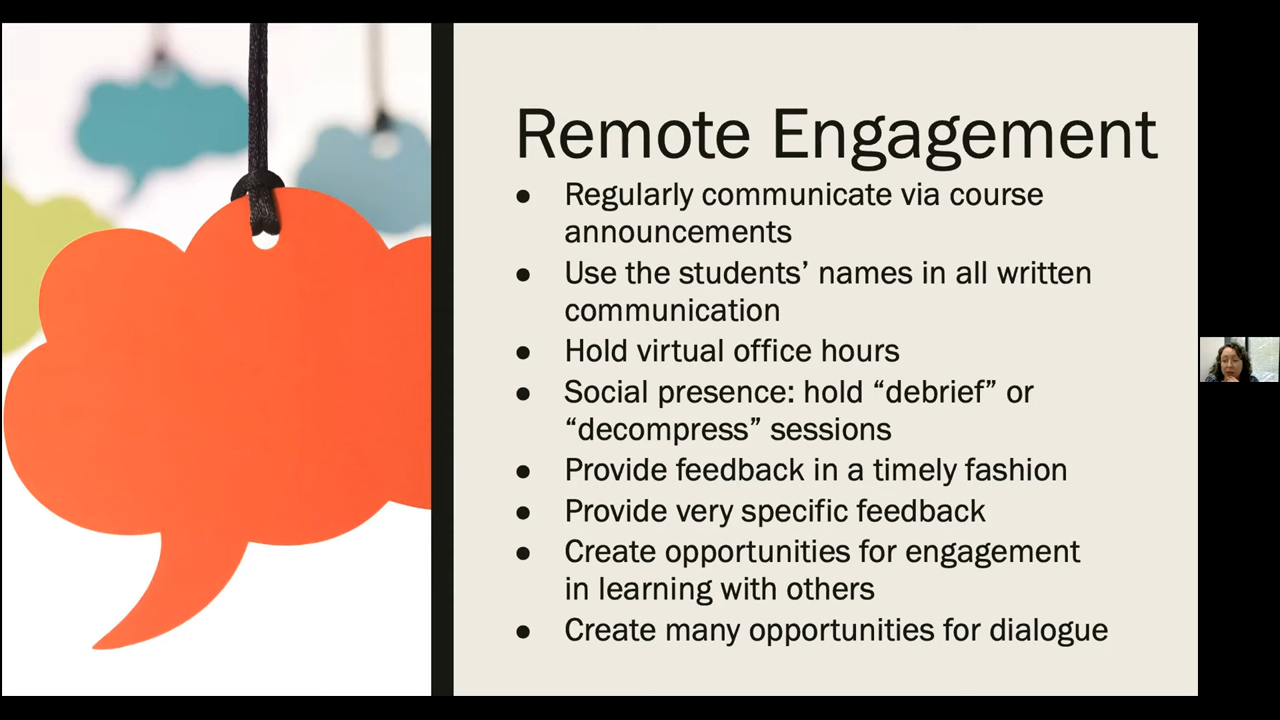 Remote Engagement
● Regularly communicate via course
announcements
● Use the students’ names in all written
communication
● Hold virtual office hours
● Social presence: hold “debrief” or
“decompress” sessions
● Provide feedback in a timely fashion
● Provide very specific feedback
● Create opportunities for engagement
in learning with others
● Create many opportunities for dialogue